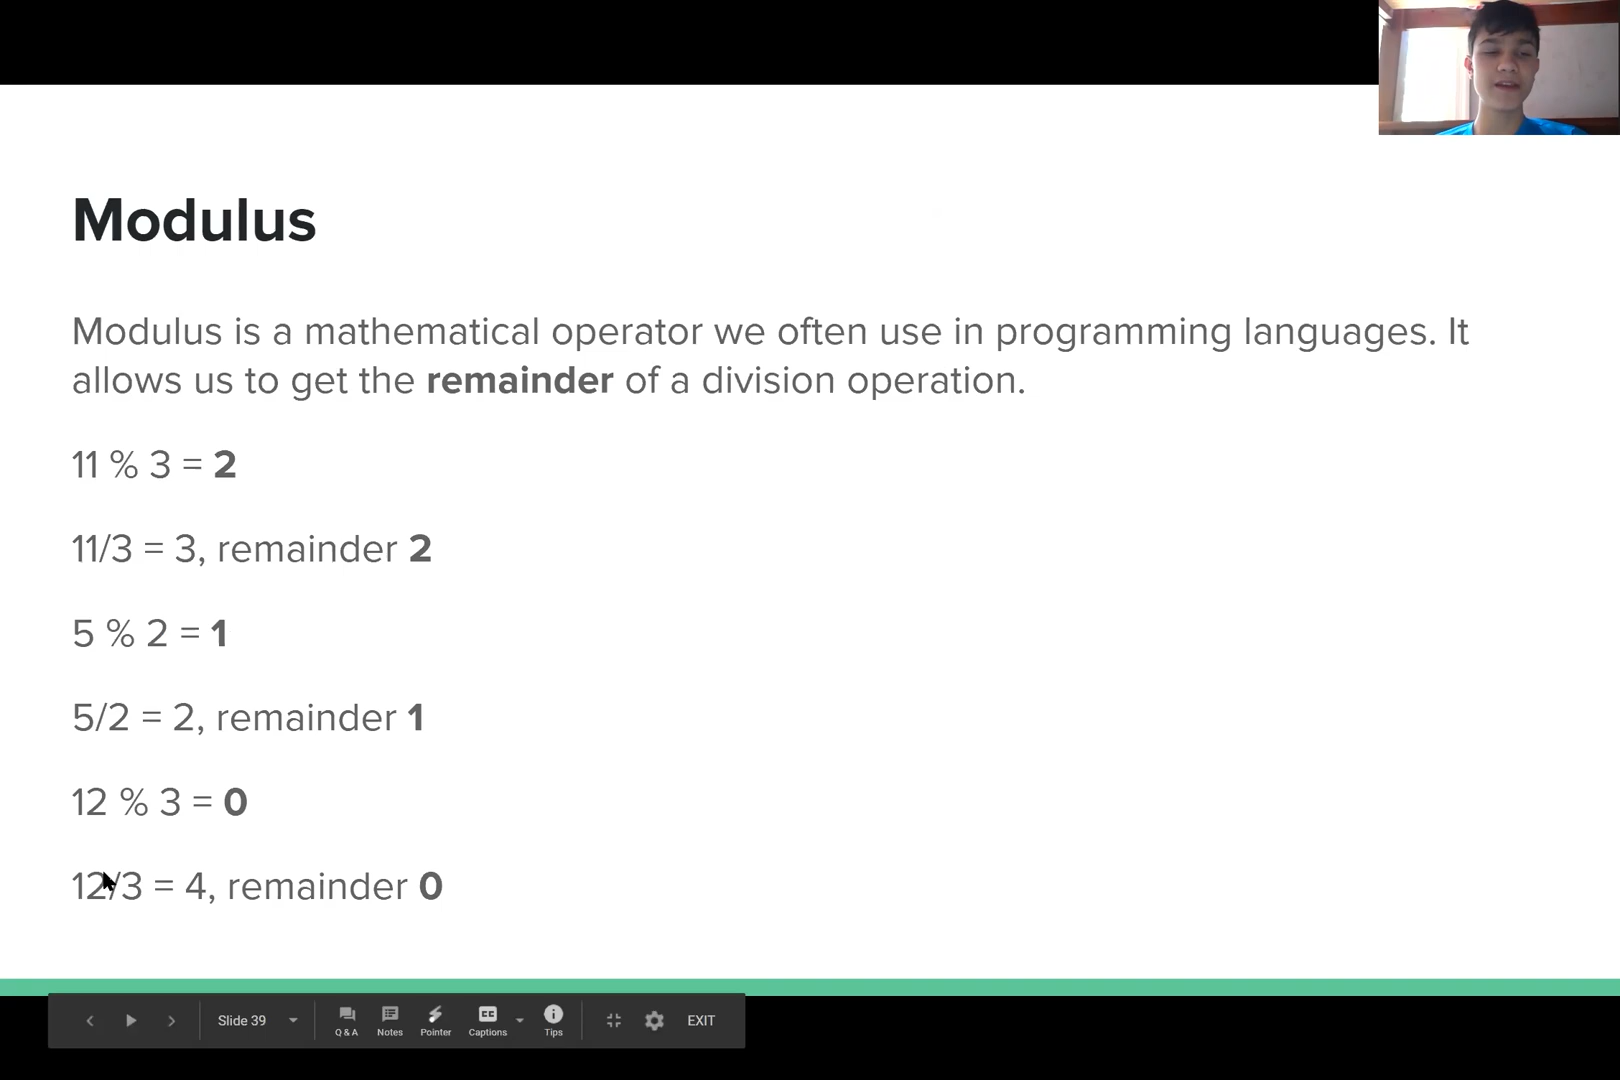 Modulus
Modulus is a mathematical operator we often use in programming languages. It
allows us to get the remainder of a division operation.
11 % 3 = 2
11/3 = 3, remainder 2
5 % 2 = 1
5/2 = 2, remainder 1
12 % 3 = 0
12/3 = 4, remainder 0
Slide 39
Q & A
Notes
Pointer
CC
Captions
Tips
EXIT